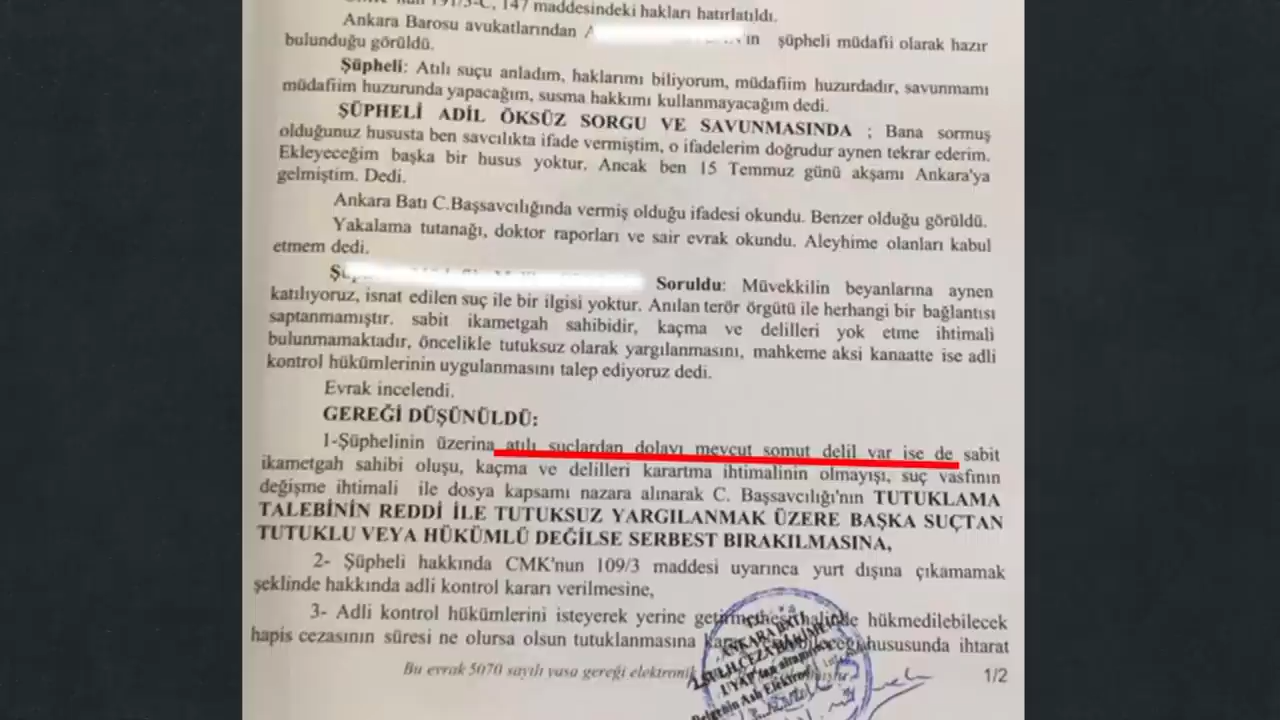 191/3-C, 147 maddesindeki hakları hatırlatıldı.
Ankara Barosu avukatlarından A şüpheli müdafii olarak hazır
bulunduğu görüldü.
Şüpheli: Atılı suçu anladım, haklarımı biliyorum, müdafiim huzurdadır, savunmamı
müdafiim huzurunda yapacağım, susma hakkımı kullanmayacağım dedi.
ŞÜPHELİ ADİL ÖKSÜZ SORGU VE SAVUNMASINDA ; Bana sormuş
olduğunuz hususta ben savcılıkta ifade vermiştim, o ifadelerim doğrudur aynen tekrar ederim.
Ekleyeceğim başka bir husus yoktur. Ancak ben 15 Temmuz günü akşamı Ankara'ya
gelmiştim. Dedi.
Ankara Batı C.Başsavcılığında vermiş olduğu ifadesi okundu. Benzer olduğu görüldü.
Yakalama tutanağı, doktor raporları ve sair evrak okundu. Aleyhime olanları kabul
etmem dedi.
Soruldu: Müvekkilin beyanlarına aynen
katılıyoruz, isnat edilen suç ile bir ilgisi yoktur. Anılan terör örgütü ile herhangi bir bağlantısı
saptanmamıştır. sabit ikametgah sahibidir, kaçma ve delilleri yok etme ihtimali
bulunmamaktadır, öncelikle tutuksuz olarak yargılanmasını, mahkeme aksi kanaatte ise adli
kontrol hükümlerinin uygulanmasını talep ediyoruz dedi.
Evrak incelendi.
GEREĞİ DÜŞÜNÜLDÜ:
1-Şüphelinin üzerina atılı suçlardan dolayı mevcut somut delil var ise de sabit
ikametgah sahibi oluşu, kaçma ve delilleri karartma ihtimalinin olmayışı, suç vasfının
değişme ihtimali ile dosya kapsamı nazara alınarak C. Başsavcılığı'nın TUTUKLAMA
TALEBİNİN REDDİ İLE TUTUKSUZ YARGILANMAK ÜZERE BAŞKA SUÇTAN
TUTUKLU VEYA HÜKÜMLÜ DEĞİLSE SERBEST BIRAKILMASINA,
2- Şüpheli hakkında CMK'nun 109/3 maddesi uyarınca yurt dışına çıkamamak
şeklinde hakkında adli kontrol kararı verilmesine,
3- Adli kontrol hükümlerini isteyerek yerine getirmemesi halinde hükmedilebilecek
hapis cezasının süresi ne olursa olsun tutuklanmasına hususunda ihtarat
Bu evrak 5070 sayılı yasa gereği elektronik
1/2
ANKARA BATI
2.SULH CEZA HAKİMLİĞİ